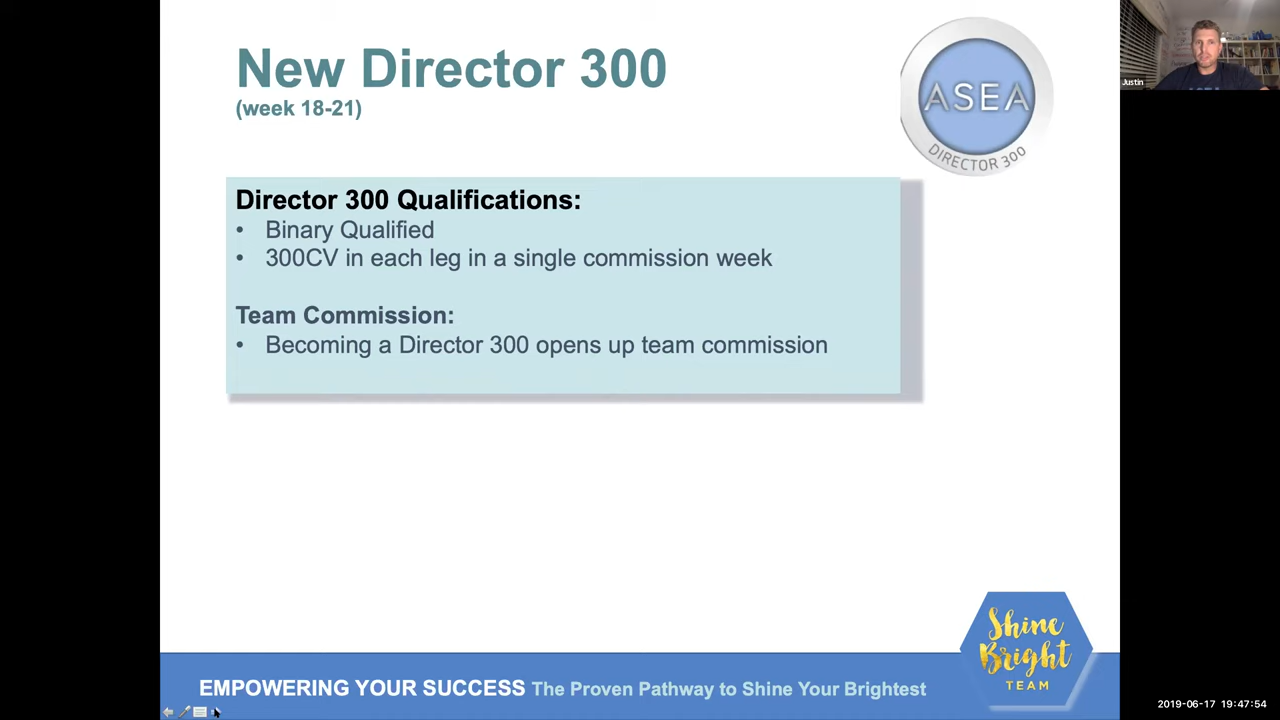 New Director 300
(week 18-21)
ASEA
DIRECTOR 300
Justin
ASEA
Director 300 Qualifications:
• Binary Qualified
• 300CV in each leg in a single commission week
Team Commission:
• Becoming a Director 300 opens up team commission
Shine
Bright
TEAM
EMPOWERING YOUR SUCCESS The Proven Pathway to Shine Your Brightest
2019-06-17 19:47:54